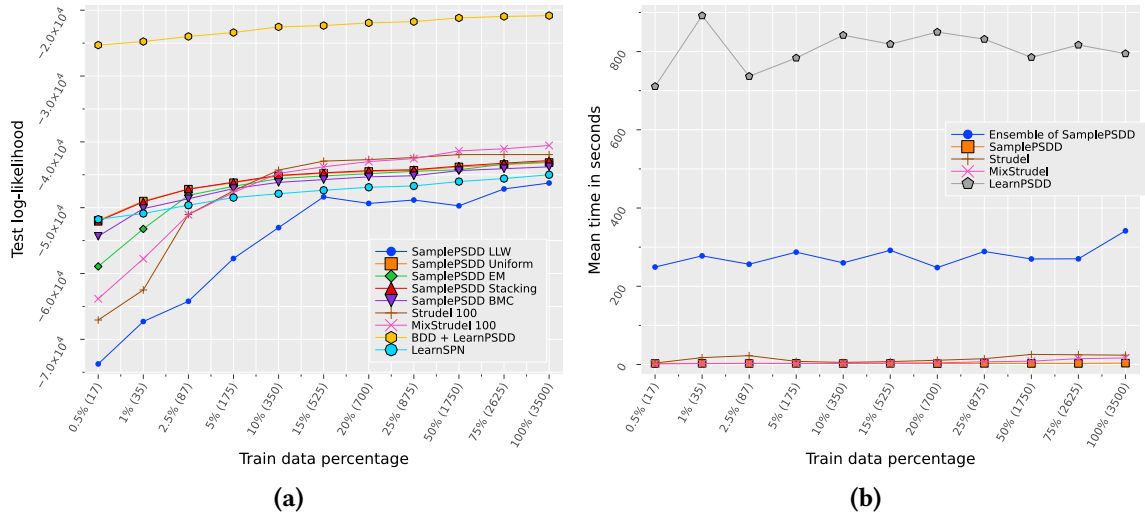 Test log-likelihood
−2.0×10⁴
−3.0×10⁴
−4.0×10⁴
−4.0×10⁴
−5.0×10⁴
−6.0×10⁴
−7.0×10⁴
SamplePSDD LLW
SamplePSDD Uniform
SamplePSDD EM
SamplePSDD Stacking
SamplePSDD BMC
Strudel 100
MixStrudel 100
BDD + LearnPSDD
LearnSPN
0.5% (17)
1% (35)
2.5% (87)
5% (175)
10% (350)
15% (525)
20% (700)
25% (875)
50% (1750)
75% (2625)
100% (3500)
Train data percentage
(a)
Mean time in seconds
800
600
400
200
0
Ensemble of SamplePSDD
SamplePSDD
Strudel
MixStrudel
LearnPSDD
0.5% (17)
1% (35)
2.5% (87)
5% (175)
10% (350)
15% (525)
20% (700)
25% (875)
50% (1750)
75% (2625)
100% (3500)
Train data percentage
(b)